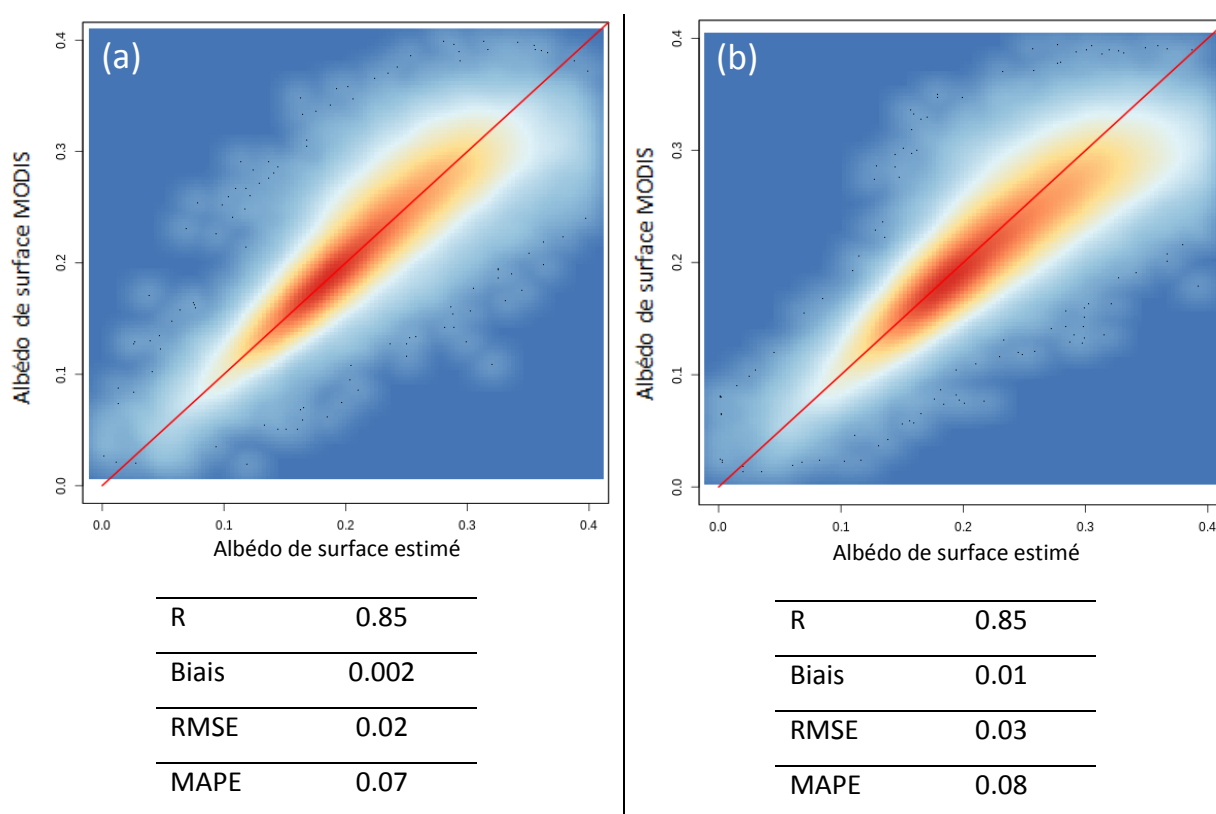 (a)
Albédo de surface MODIS
0.4
0.3
0.2
0.1
0.0
0.0 0.1 0.2 0.3 0.4
Albédo de surface estimé
R 0.85
Biais 0.002
RMSE 0.02
MAPE 0.07
(b)
Albédo de surface MODIS
0.4
0.3
0.2
0.1
0.0
0.0 0.1 0.2 0.3 0.4
Albédo de surface estimé
R 0.85
Biais 0.01
RMSE 0.03
MAPE 0.08